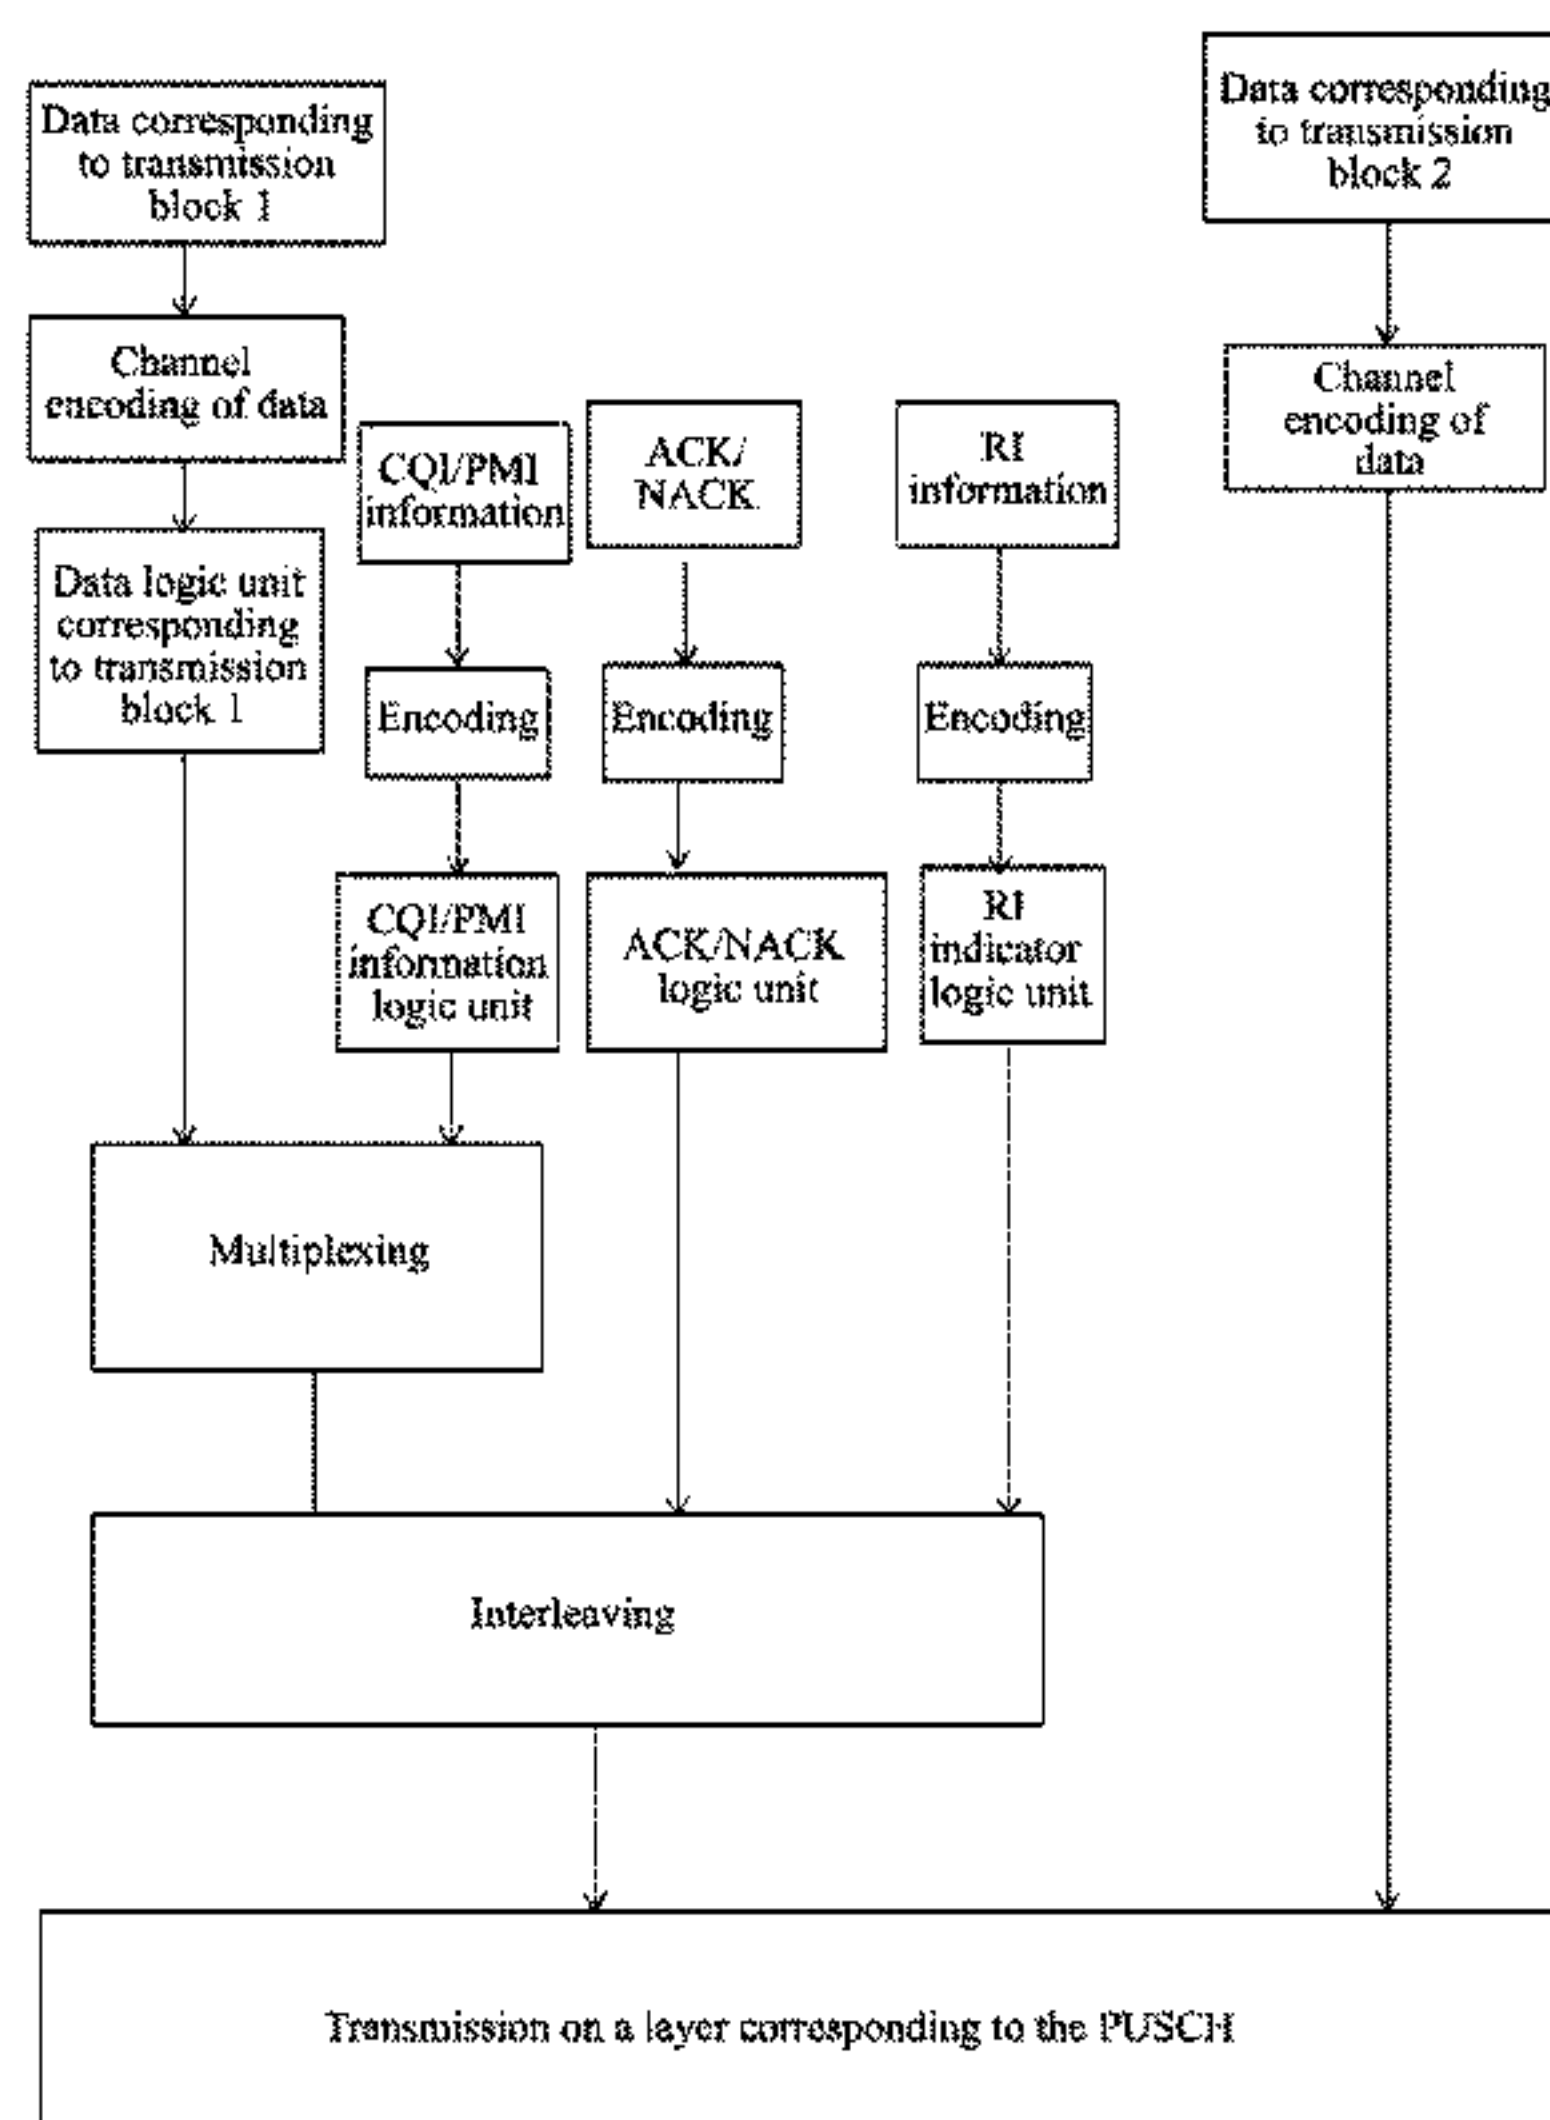 Data corresponding
to transmission
block 1
Data corresponding
to transmission
block 2
Channel
encoding of data
Channel
encoding of
data
CQI/PMI
information
ACK/
NACK
RI
information
Data logic unit
corresponding
to transmission
block 1
Encoding
Encoding
Encoding
CQI/PMI
information
logic unit
ACK/NACK
logic unit
RI
indicator
logic unit
Multiplexing
Interleaving
Transmission on a layer corresponding to the PUSCH